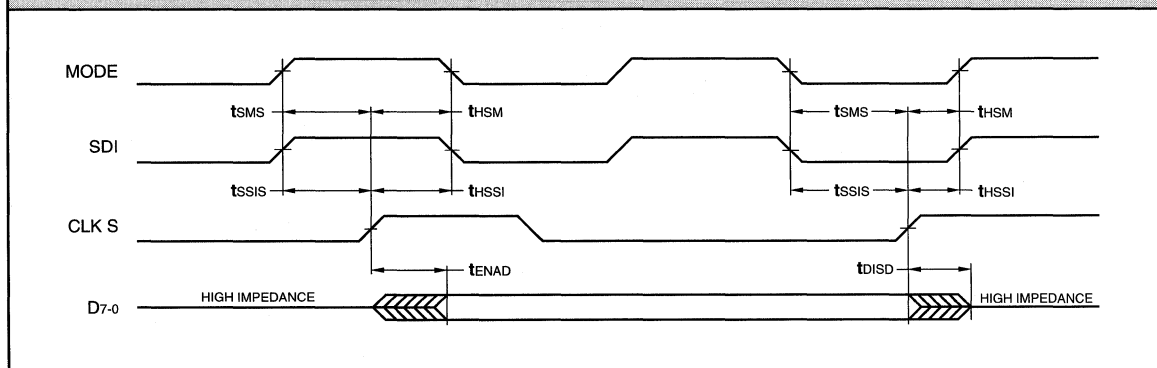 MODE
tSMS tHSM tSMS tHSM
SDI
tSSIS tHSSI tSSIS tHSSI
CLK S
tENAD tDISD
HIGH IMPEDANCE HIGH IMPEDANCE
D7-0